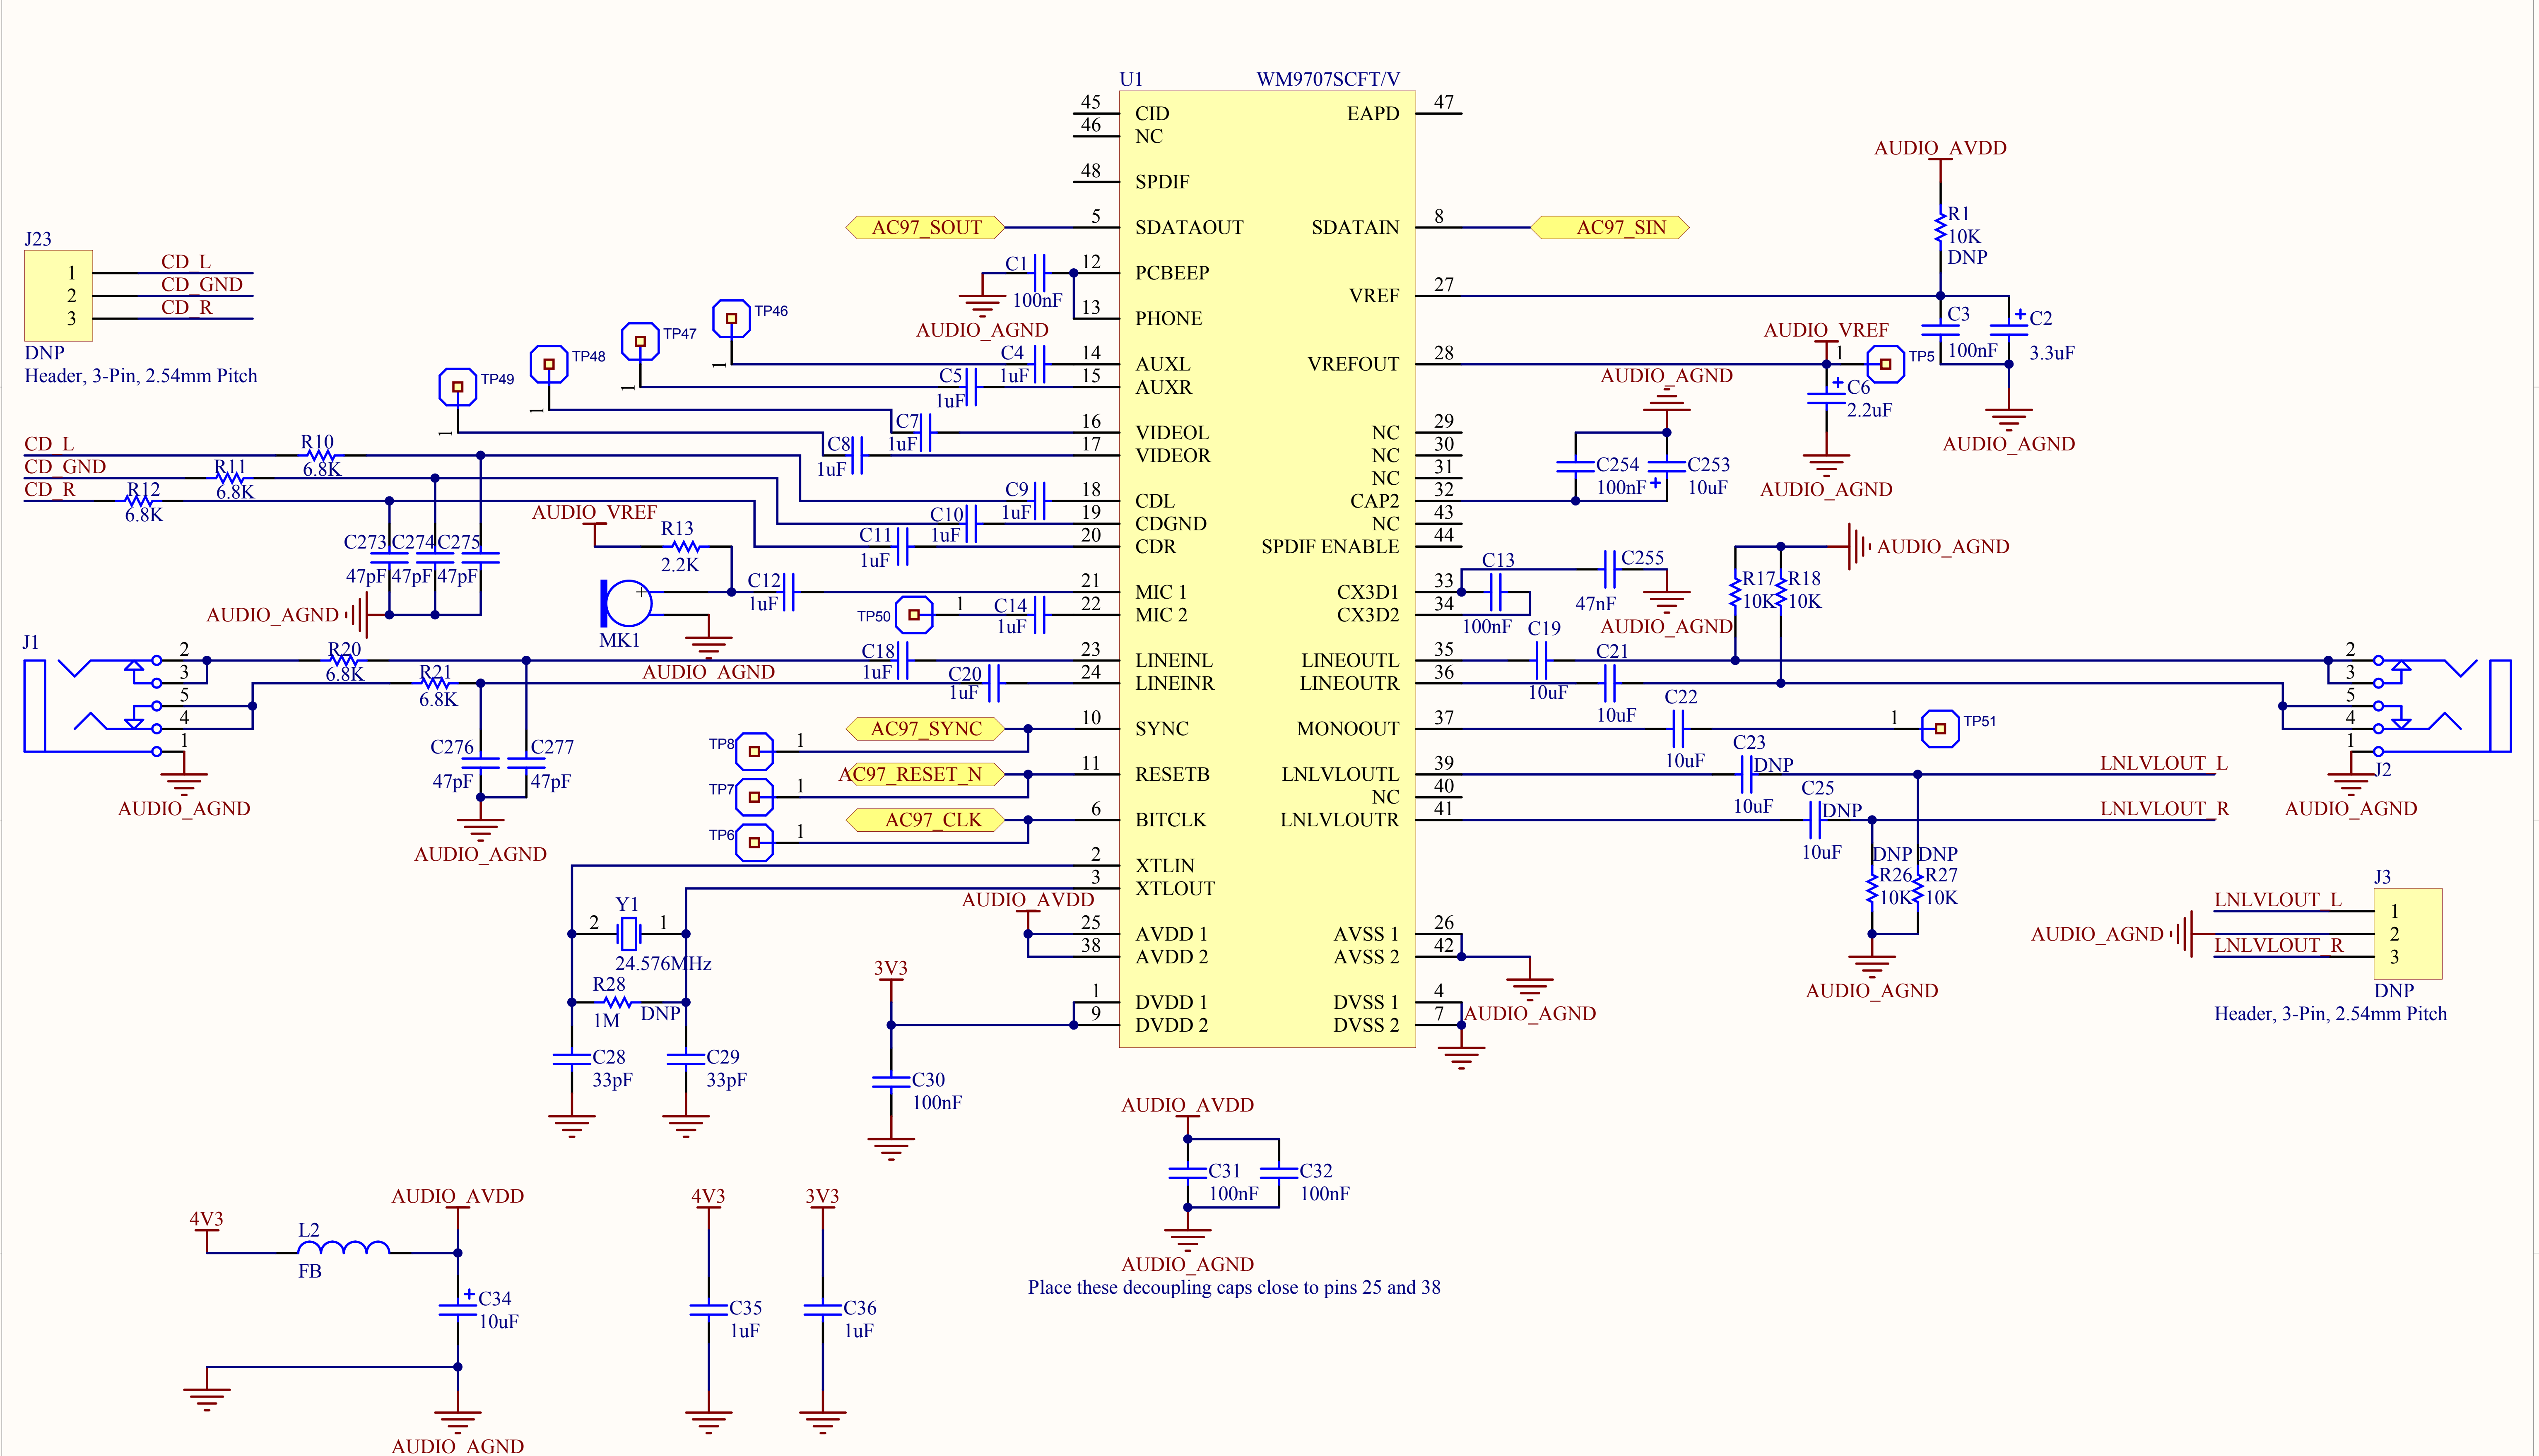 U1 WM9707SCFT/V
45 CID EAPD 47
46 NC
48 SPDIF
AC97_SOUT 5 SDATAOUT SDATAIN 8 AC97_SIN
C1 12 PCBEEP
100nF
AUDIO_AGND
13 PHONE
VREF 27
AUDIO_AVDD
R1
10K
DNP
C3
100nF
C2
3.3uF
AUDIO_AGND
J23
1 CD_L
2 CD_GND
3 CD_R
DNP
Header, 3-Pin, 2.54mm Pitch
TP46
1
TP47
1
TP48
1
TP49
1
C4
1uF
14 AUXL
C5
1uF
15 AUXR
C7
1uF
16 VIDEOL
C8
1uF
17 VIDEOR
VREFOUT 28
AUDIO_VREF
1 TP5
C6
2.2uF
AUDIO_AGND
AUDIO_AGND
C254
100nF
C253
10uF
NC 29
NC 30
NC 31
CAP2 32
NC 43
SPDIF ENABLE 44
CD_L R10
6.8K
CD_GND R11
6.8K
CD_R R12
6.8K
C9
1uF
18 CDL
C10
1uF
19 CDGND
C11
1uF
20 CDR
C273 C274 C275
47pF 47pF 47pF
AUDIO_AGND
AUDIO_VREF
R13
2.2K
MK1
AUDIO_AGND
C12
1uF
21 MIC 1
TP50 1 C14
1uF
22 MIC 2
CX3D1 33
CX3D2 34
C13
100nF
C255
47nF
AUDIO_AGND
R17 R18
10K 10K
AUDIO_AGND
J1
2
3
5
4
1
AUDIO_AGND
R20
6.8K
R21
6.8K
C18
1uF
23 LINEINL
C20
1uF
24 LINEINR
C276 C277
47pF 47pF
AUDIO_AGND
LINEOUTL 35 C19
10uF
LINEOUTR 36 C21
10uF
MONOOUT 37 C22
10uF
1 TP51
2
3
5
4
1
J2
AUDIO_AGND
AC97_SYNC 10 SYNC
TP8 1
AC97_RESET_N 11 RESETB
TP7 1
AC97_CLK 6 BITCLK
TP6 1
LNLVLOUTL 39 C23 DNP
10uF
LNLVLOUT_L
NC 40
LNLVLOUTR 41 C25 DNP
10uF
LNLVLOUT_R
DNP DNP
R26 R27
10K 10K
AUDIO_AGND
2 XTLIN
3 XTLOUT
Y1
2 1
24.576MHz
R28
1M DNP
C28
33pF
C29
33pF
AUDIO_AVDD
25 AVDD 1 AVSS 1 26
38 AVDD 2 AVSS 2 42
AUDIO_AGND
3V3
1 DVDD 1 DVSS 1 4
9 DVDD 2 DVSS 2 7
C30
100nF
J3
LNLVLOUT_L 1
AUDIO_AGND 2
LNLVLOUT_R 3
DNP
Header, 3-Pin, 2.54mm Pitch
AUDIO_AVDD
C31 C32
100nF 100nF
AUDIO_AGND
Place these decoupling caps close to pins 25 and 38
4V3
L2
FB
AUDIO_AVDD
C34
10uF
AUDIO_AGND
4V3
C35
1uF
3V3
C36
1uF